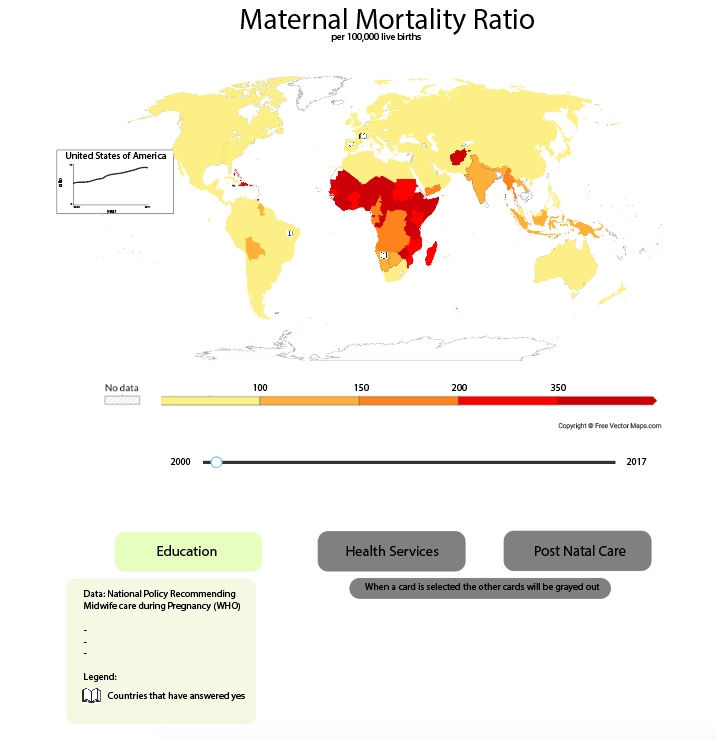 Maternal Mortality Ratio
per 100,000 live births
United States of America
ratio
year
No data
100
150
200
350
Copyright © Free Vector Maps.com
2000
2017
Education
Health Services
Post Natal Care
When a card is selected the other cards will be grayed out
Data: National Policy Recommending
Midwife care during Pregnancy (WHO)
-
-
-
Legend:
Countries that have answered yes